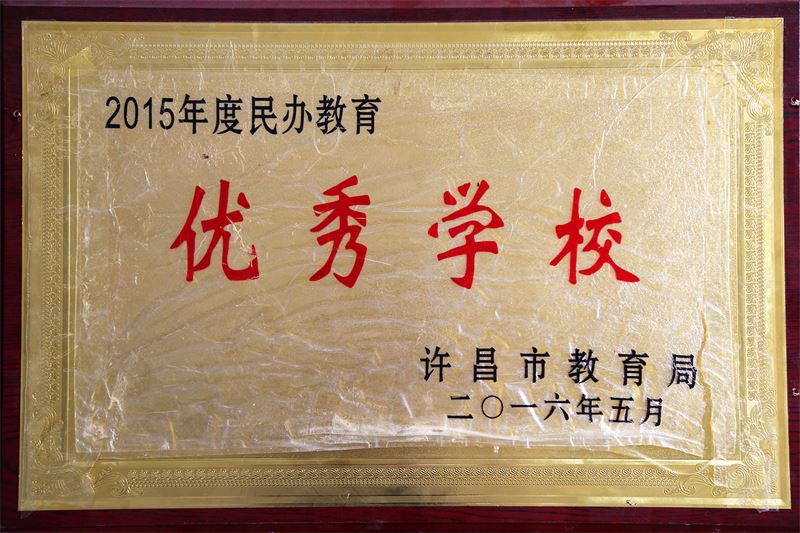 2015年度民办教育
优秀学校
许昌市教育局
二〇一六年五月